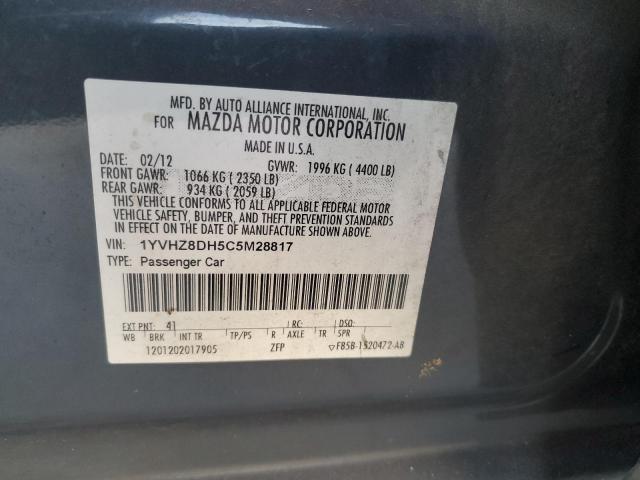 MFD. BY AUTO ALLIANCE INTERNATIONAL, INC.
FOR MAZDA MOTOR CORPORATION
MADE IN U.S.A.
DATE: 02/12 GVWR: 1996 KG ( 4400 LB)
FRONT GAWR: 1066 KG ( 2350 LB)
REAR GAWR: 934 KG ( 2059 LB)
THIS VEHICLE CONFORMS TO ALL APPLICABLE FEDERAL MOTOR
VEHICLE SAFETY, BUMPER, AND THEFT PREVENTION STANDARDS
IN EFFECT ON THE DATE OF MANUFACTURE SHOWN ABOVE.
VIN: 1YVHZ8DH5C5M28817
TYPE: Passenger Car
EXT PNT: 41 RC: DSO:
WB BRK INT TR TP/PS R AXLE TR SPR
1201202017905 ZFP ▽F85B-1520472-AB